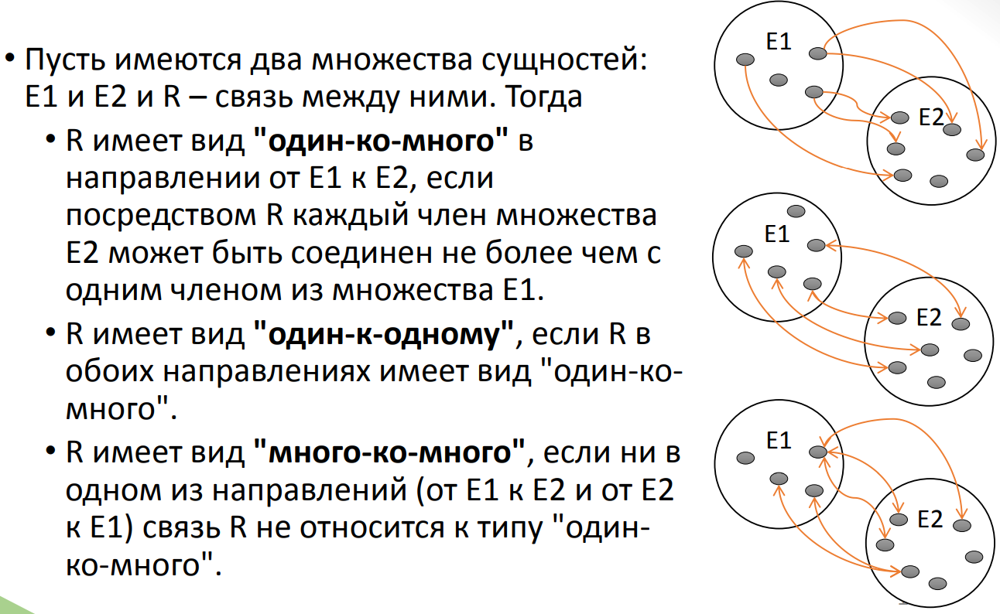 • Пусть имеются два множества сущностей:
E1 и E2 и R – связь между ними. Тогда
• R имеет вид "один-ко-много" в
направлении от E1 к E2, если
посредством R каждый член множества
E2 может быть соединен не более чем с
одним членом из множества E1.
• R имеет вид "один-к-одному", если R в
обоих направлениях имеет вид "один-ко-
много".
• R имеет вид "много-ко-много", если ни в
одном из направлений (от E1 к E2 и от E2
к E1) связь R не относится к типу "один-
ко-много".
E1
E2
E1
E2
E1
E2